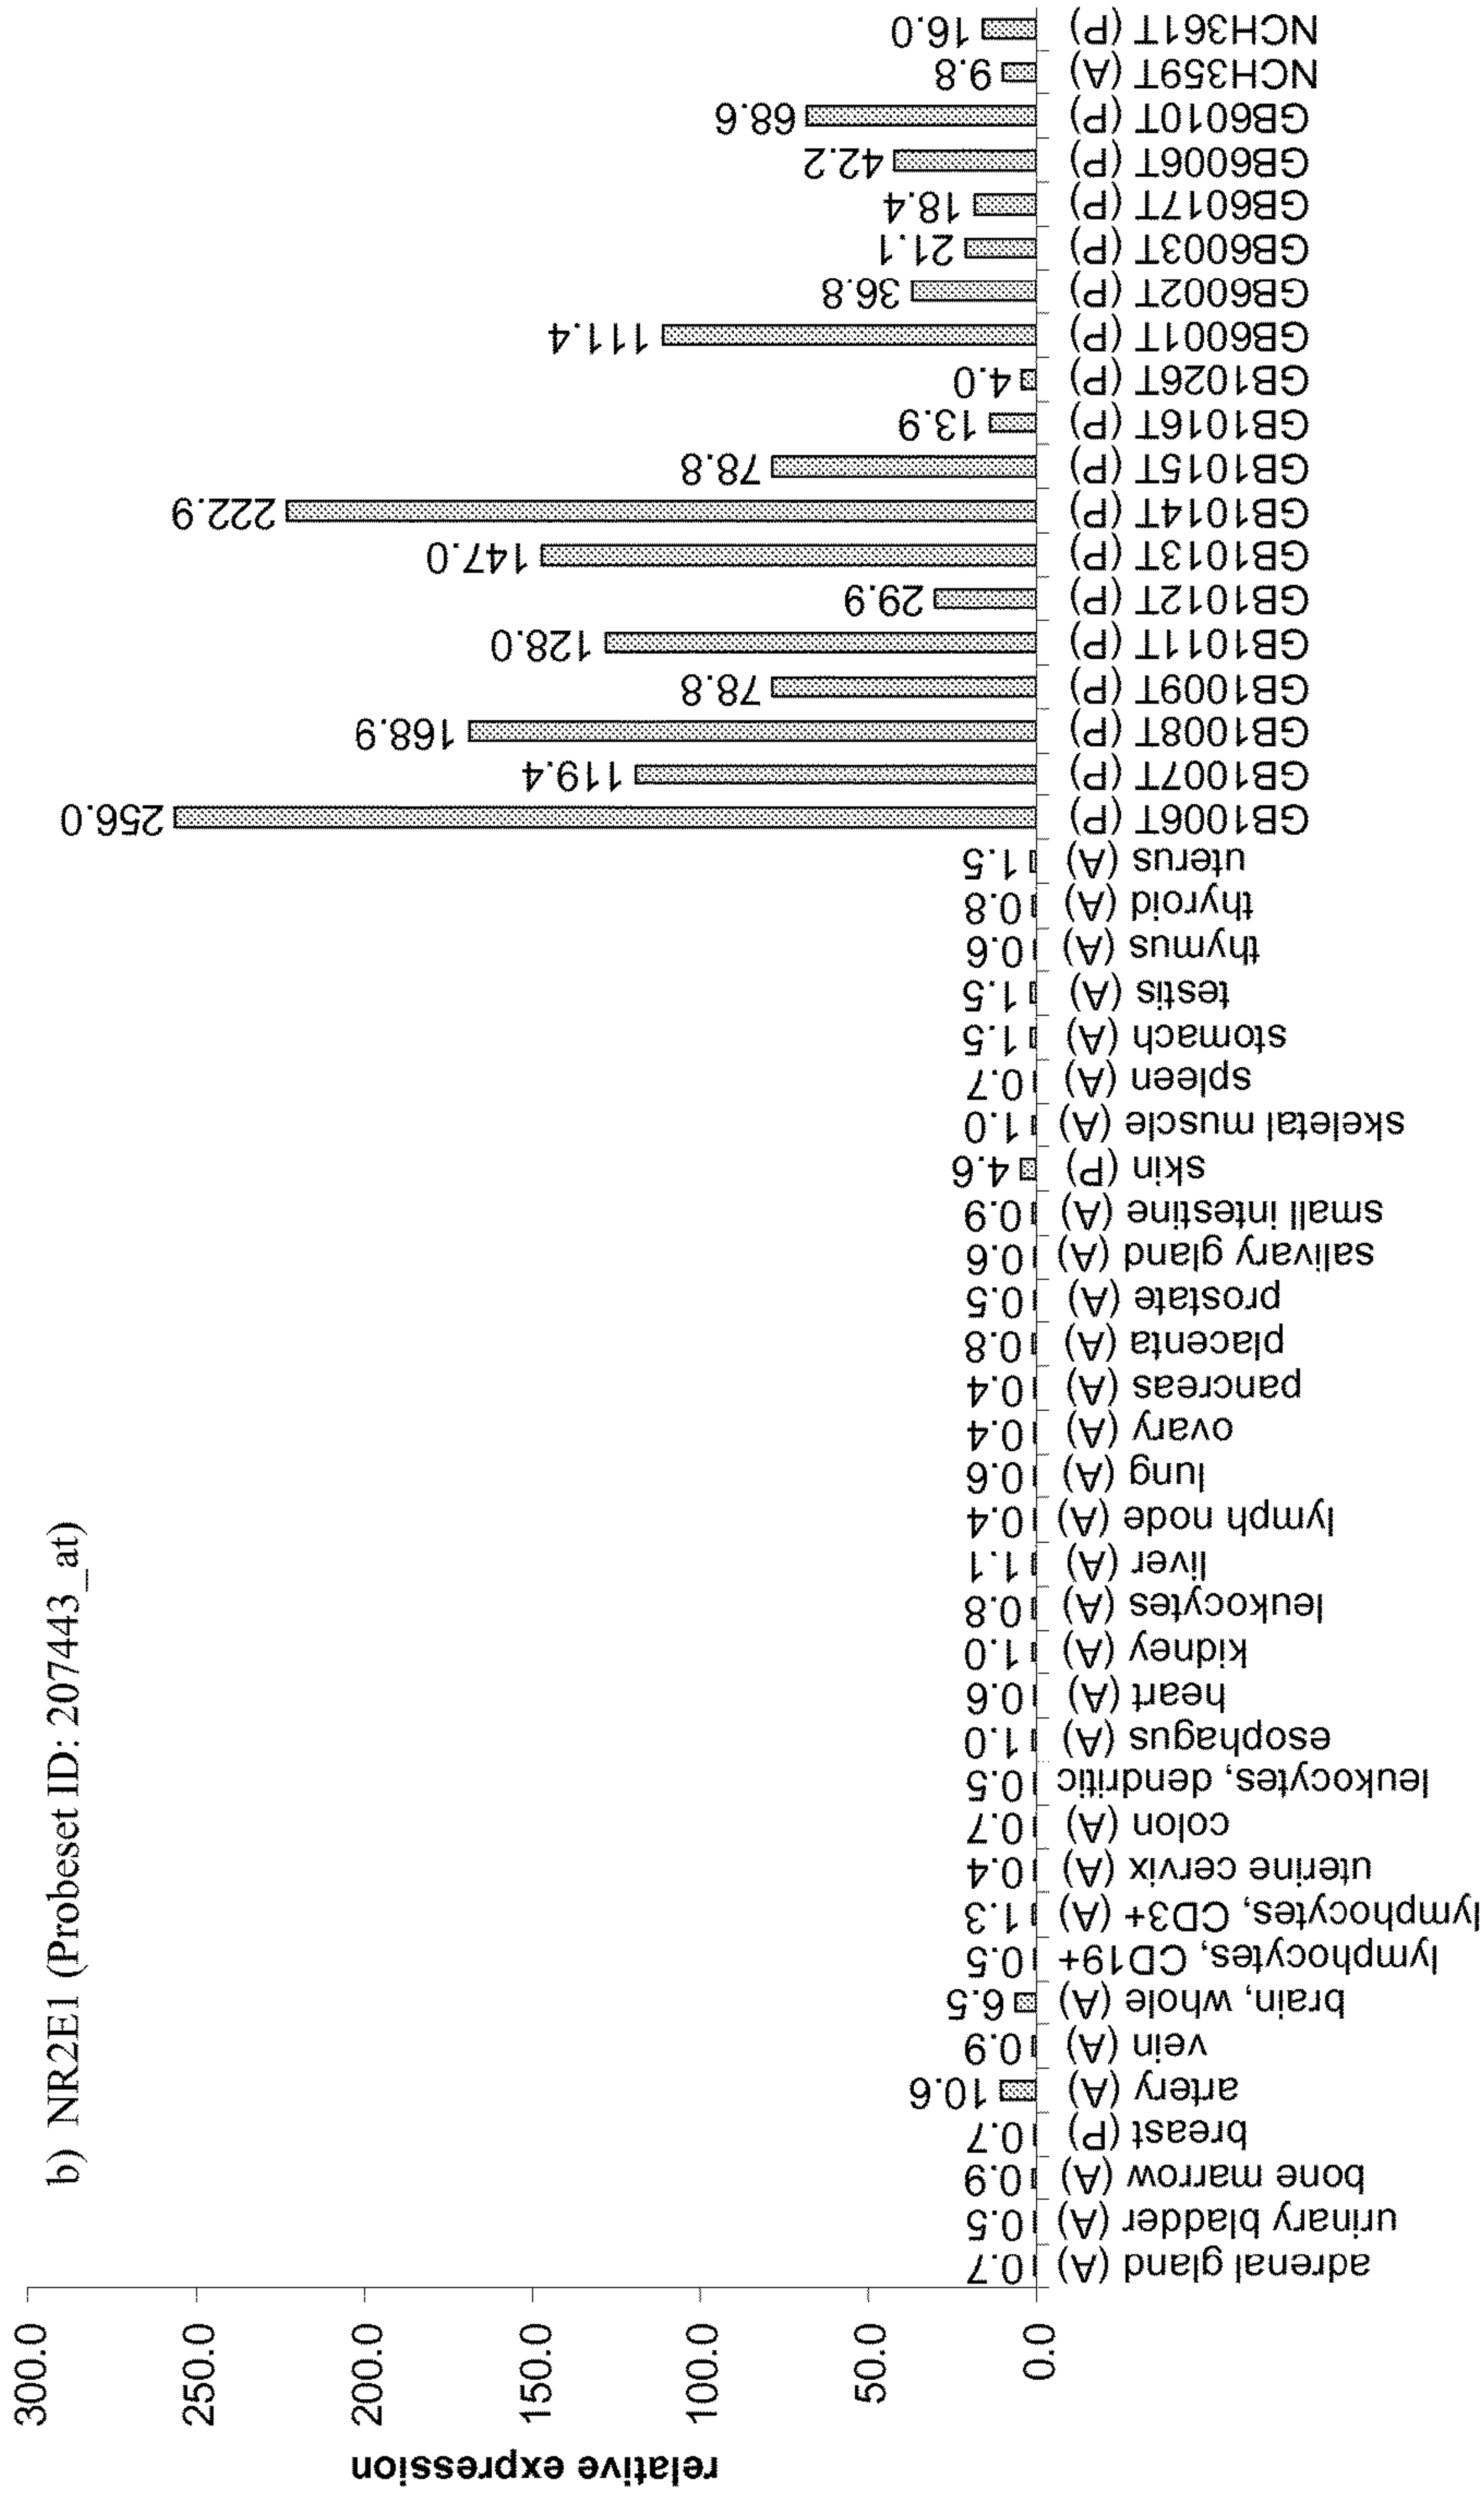 b) NR2E1 (Probeset ID: 207443_at)
relative expression
300.0
250.0
200.0
150.0
100.0
50.0
0.0
adrenal gland (A) 0.7
urinary bladder (A) 0.5
bone marrow (A) 0.9
breast (P) 0.7
artery (A) 10.6
vein (A) 0.9
brain, whole (A) 6.5
lymphocytes, CD19+ 0.5
lymphocytes, CD3+ (A) 1.3
uterine cervix (A) 0.4
colon (A) 0.7
leukocytes, dendritic 0.5
esophagus (A) 1.0
heart (A) 0.6
kidney (A) 1.0
leukocytes (A) 0.8
liver (A) 1.1
lymph node (A) 0.4
lung (A) 0.6
ovary (A) 0.4
pancreas (A) 0.4
placenta (A) 0.8
prostate (A) 0.5
salivary gland (A) 0.6
small intestine (A) 0.9
skin (P) 4.6
skeletal muscle (A) 1.0
spleen (A) 0.7
stomach (A) 1.5
testis (A) 1.5
thymus (A) 0.6
thyroid (A) 0.8
uterus (A) 1.5
GB1006T (P) 256.0
GB1007T (P) 119.4
GB1008T (P) 168.9
GB1009T (P) 78.8
GB1011T (P) 128.0
GB1012T (P) 29.9
GB1013T (P) 147.0
GB1014T (P) 222.9
GB1015T (P) 78.8
GB1016T (P) 13.9
GB1026T (P) 4.0
GB6001T (P) 111.4
GB6002T (P) 36.8
GB6003T (P) 21.1
GB6017T (P) 18.4
GB6006T (P) 42.2
GB6010T (P) 68.6
NCH359T (A) 9.8
NCH361T (P) 16.0